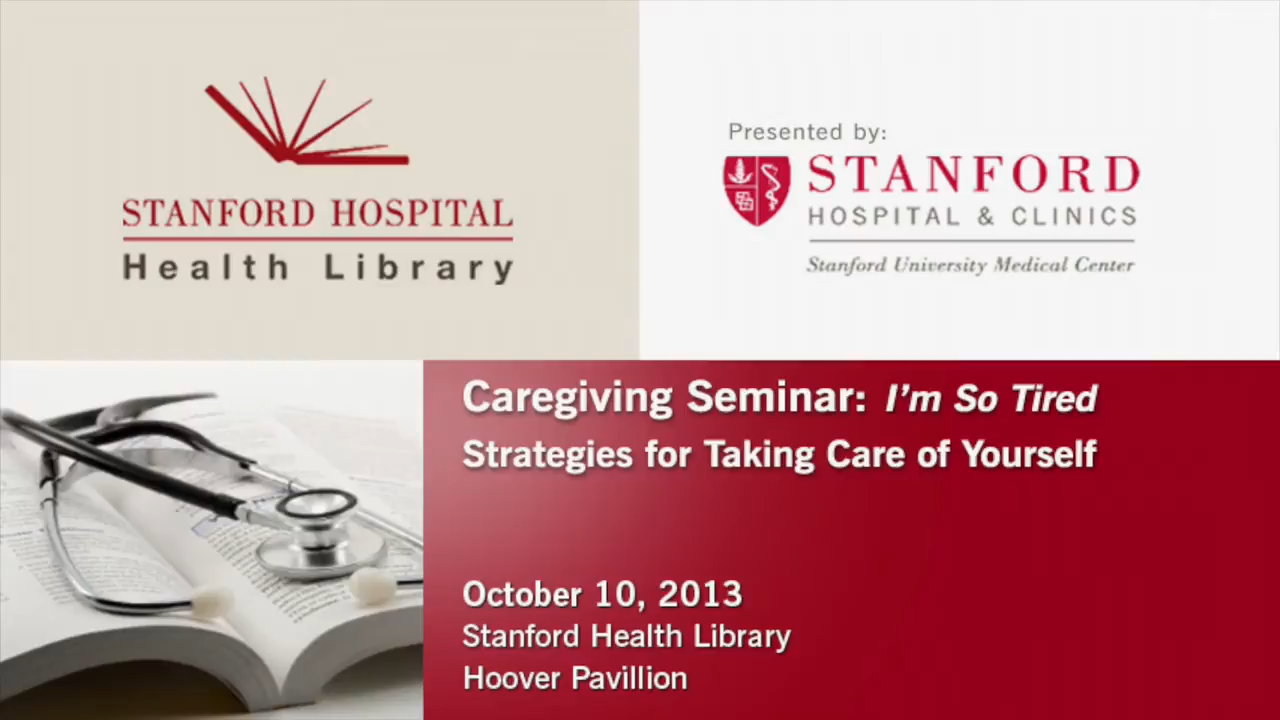 STANFORD HOSPITAL
Health Library
Presented by:
STANFORD
HOSPITAL & CLINICS
Stanford University Medical Center
Caregiving Seminar: I'm So Tired
Strategies for Taking Care of Yourself
October 10, 2013
Stanford Health Library
Hoover Pavillion